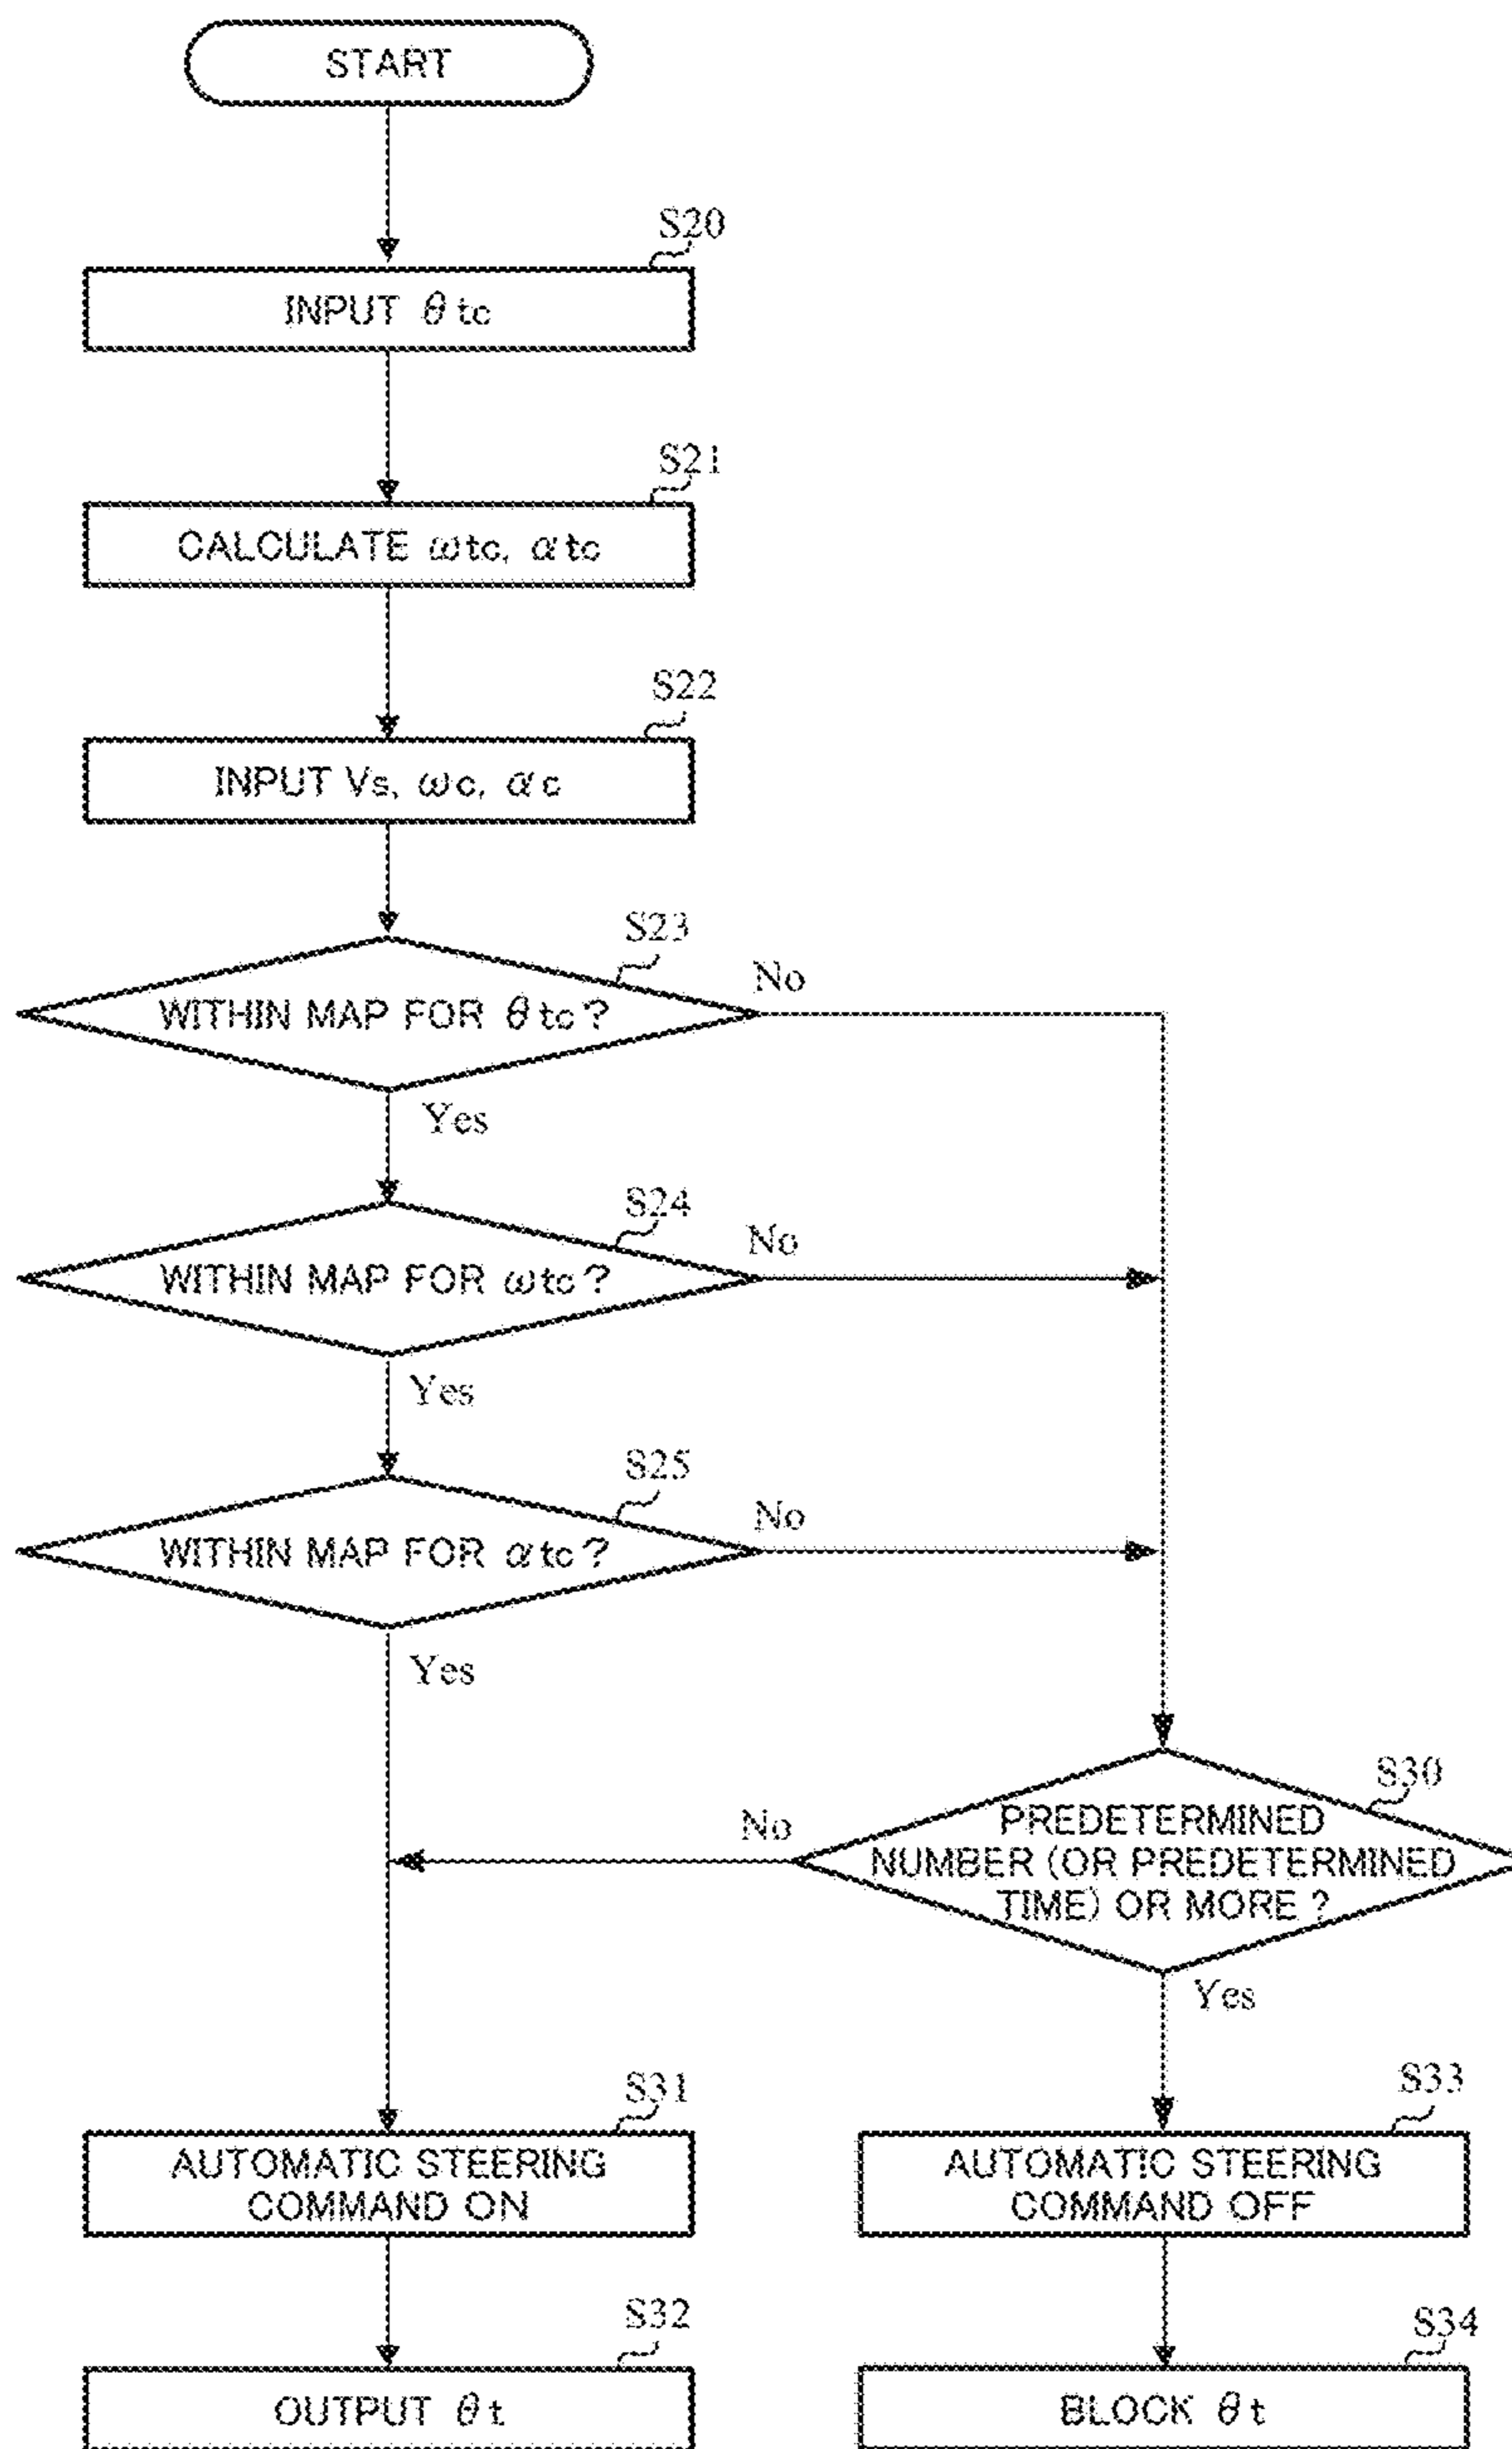 START
S20
INPUT θtc
S21
CALCULATE ωtc, αtc
S22
INPUT Vs, ωc, αc
S23
WITHIN MAP FOR θtc?
No
Yes
S24
WITHIN MAP FOR ωtc?
No
Yes
S25
WITHIN MAP FOR αtc?
No
Yes
S30
PREDETERMINED
NUMBER (OR PREDETERMINED
TIME) OR MORE?
No
Yes
S31
AUTOMATIC STEERING
COMMAND ON
S33
AUTOMATIC STEERING
COMMAND OFF
S32
OUTPUT θt
S34
BLOCK θt